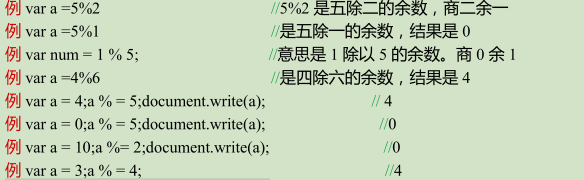 例 var a =5%2 //5%2 是五除二的余数，商二余一
例 var a =5%1 //是五除一的余数，结果是 0
例 var num = 1 % 5; //意思是 1 除以 5 的余数。商 0 余 1
例 var a =4%6 //是四除六的余数，结果是 4
例 var a = 4;a % = 5;document.write(a); // 4
例 var a = 0;a % = 5;document.write(a); //0
例 var a = 10;a %= 2;document.write(a); //0
例 var a = 3;a % = 4; //4